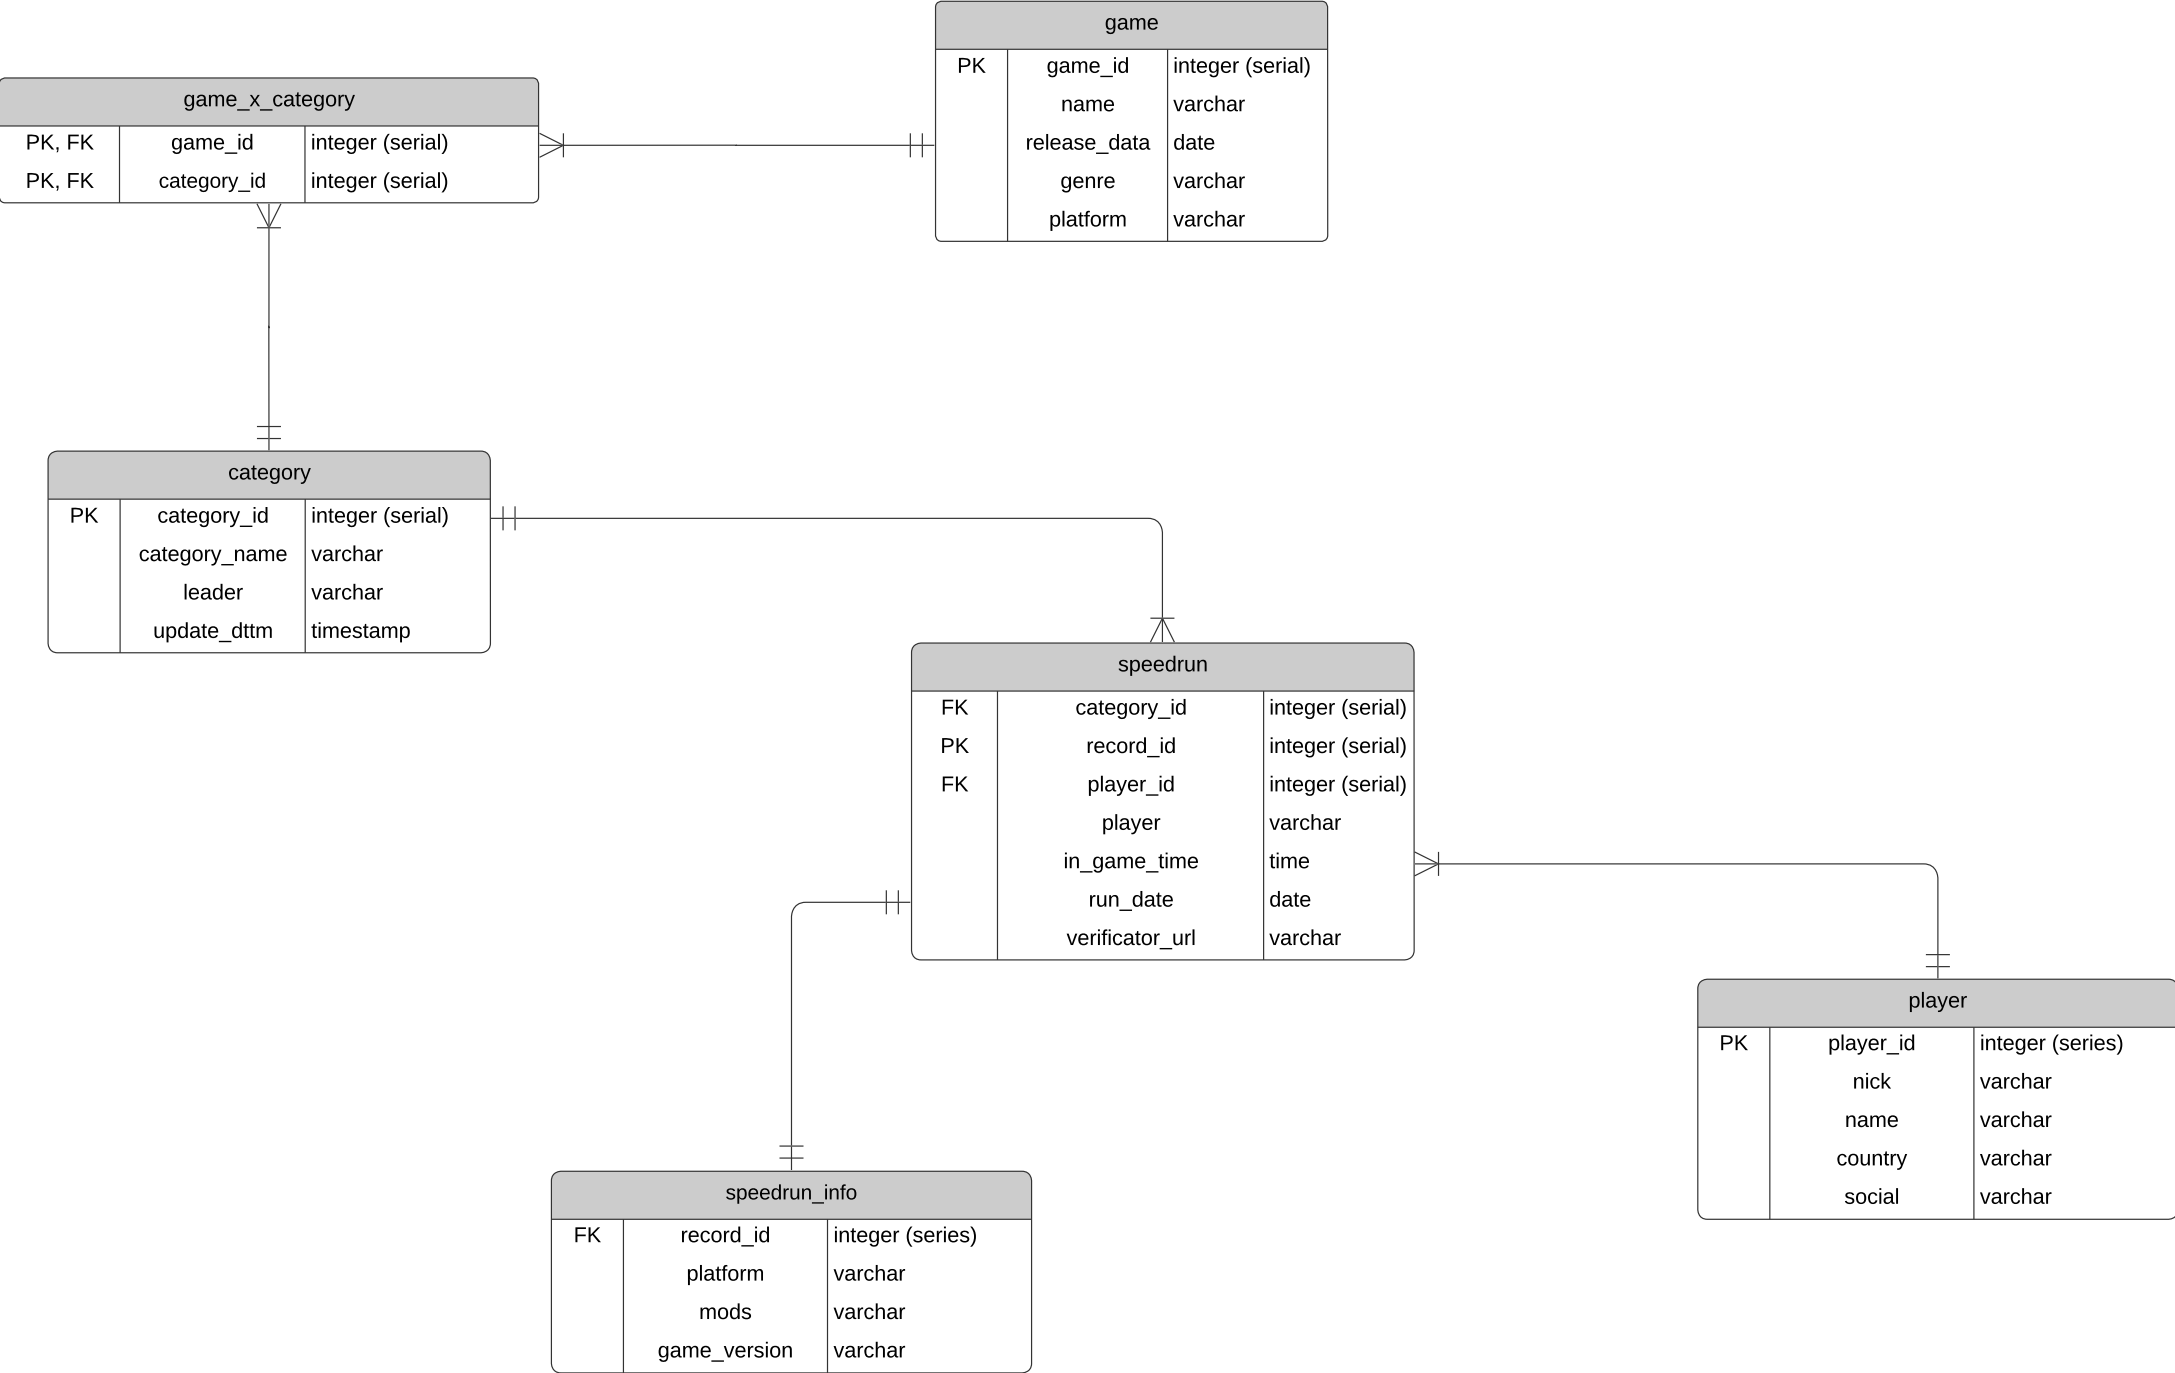 game
PK game_id integer (serial)
name varchar
release_data date
genre varchar
platform varchar
game_x_category
PK, FK game_id integer (serial)
PK, FK category_id integer (serial)
category
PK category_id integer (serial)
category_name varchar
leader varchar
update_dttm timestamp
speedrun
FK category_id integer (serial)
PK record_id integer (serial)
FK player_id integer (serial)
player varchar
in_game_time time
run_date date
verificator_url varchar
player
PK player_id integer (series)
nick varchar
name varchar
country varchar
social varchar
speedrun_info
FK record_id integer (series)
platform varchar
mods varchar
game_version varchar